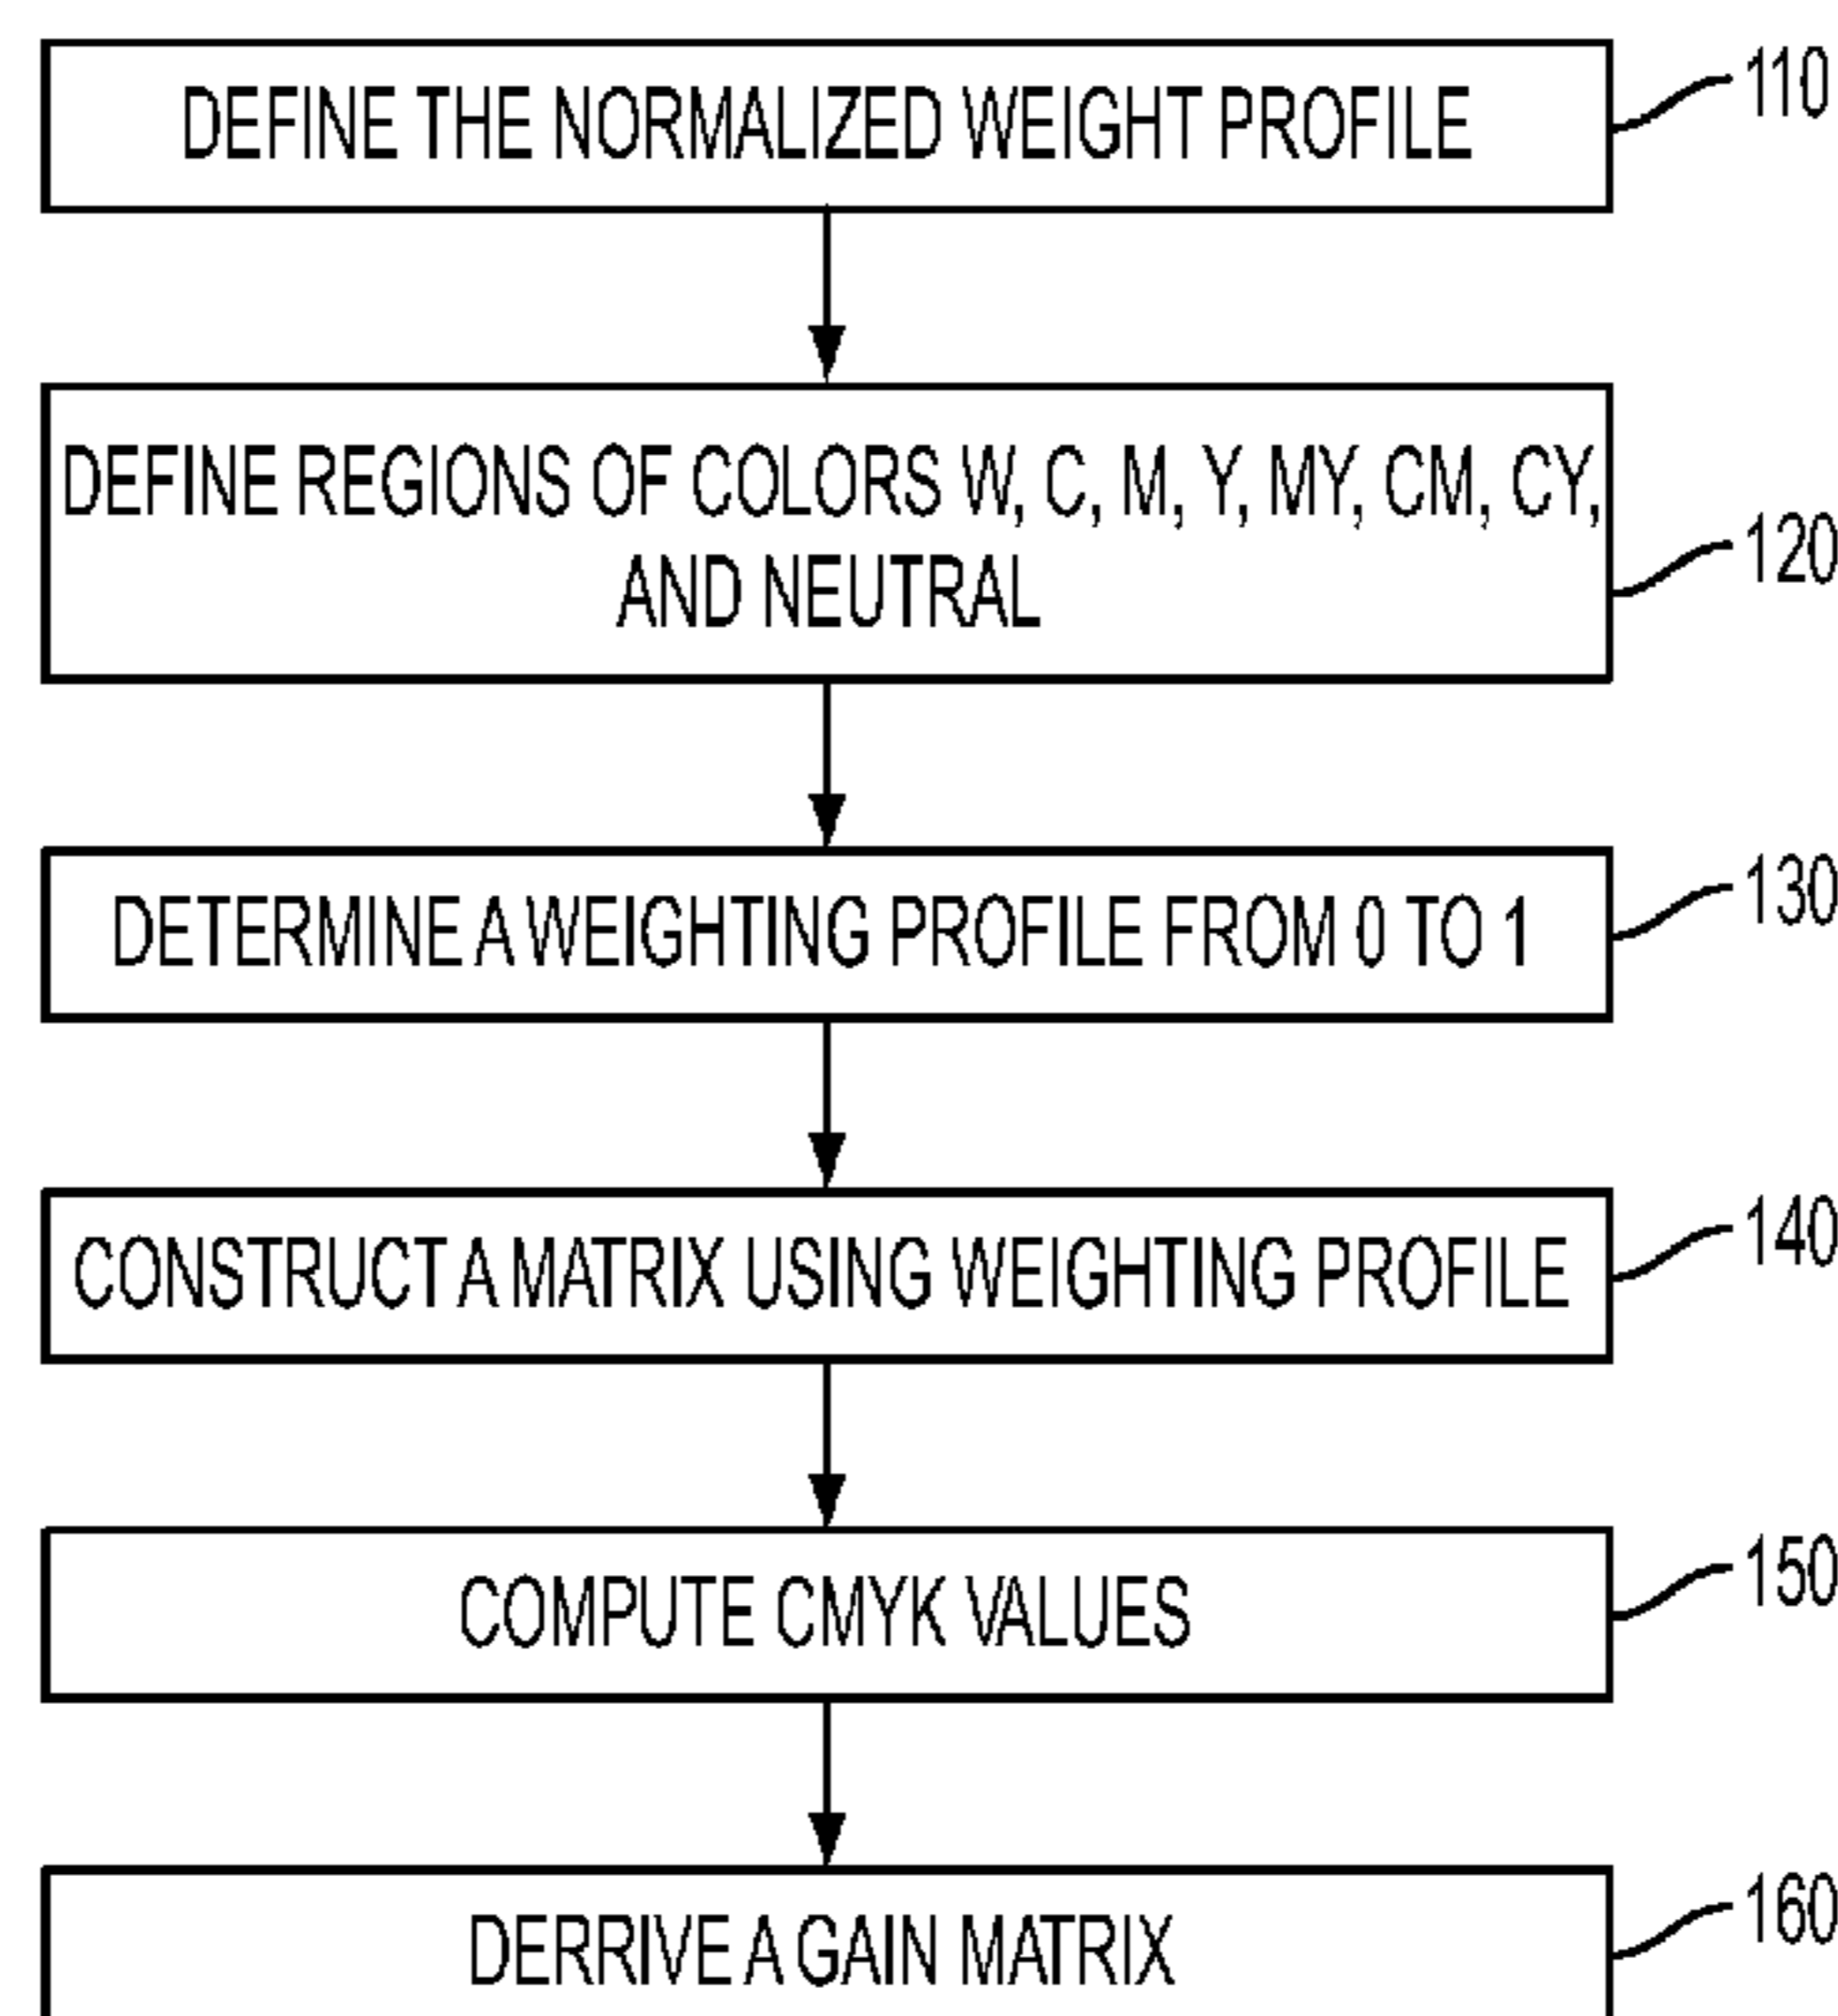 DEFINE THE NORMALIZED WEIGHT PROFILE
110
DEFINE REGIONS OF COLORS W, C, M, Y, MY, CM, CY,
AND NEUTRAL
120
DETERMINE A WEIGHTING PROFILE FROM 0 TO 1
130
CONSTRUCT A MATRIX USING WEIGHTING PROFILE
140
COMPUTE CMYK VALUES
150
DERRIVE A GAIN MATRIX
160